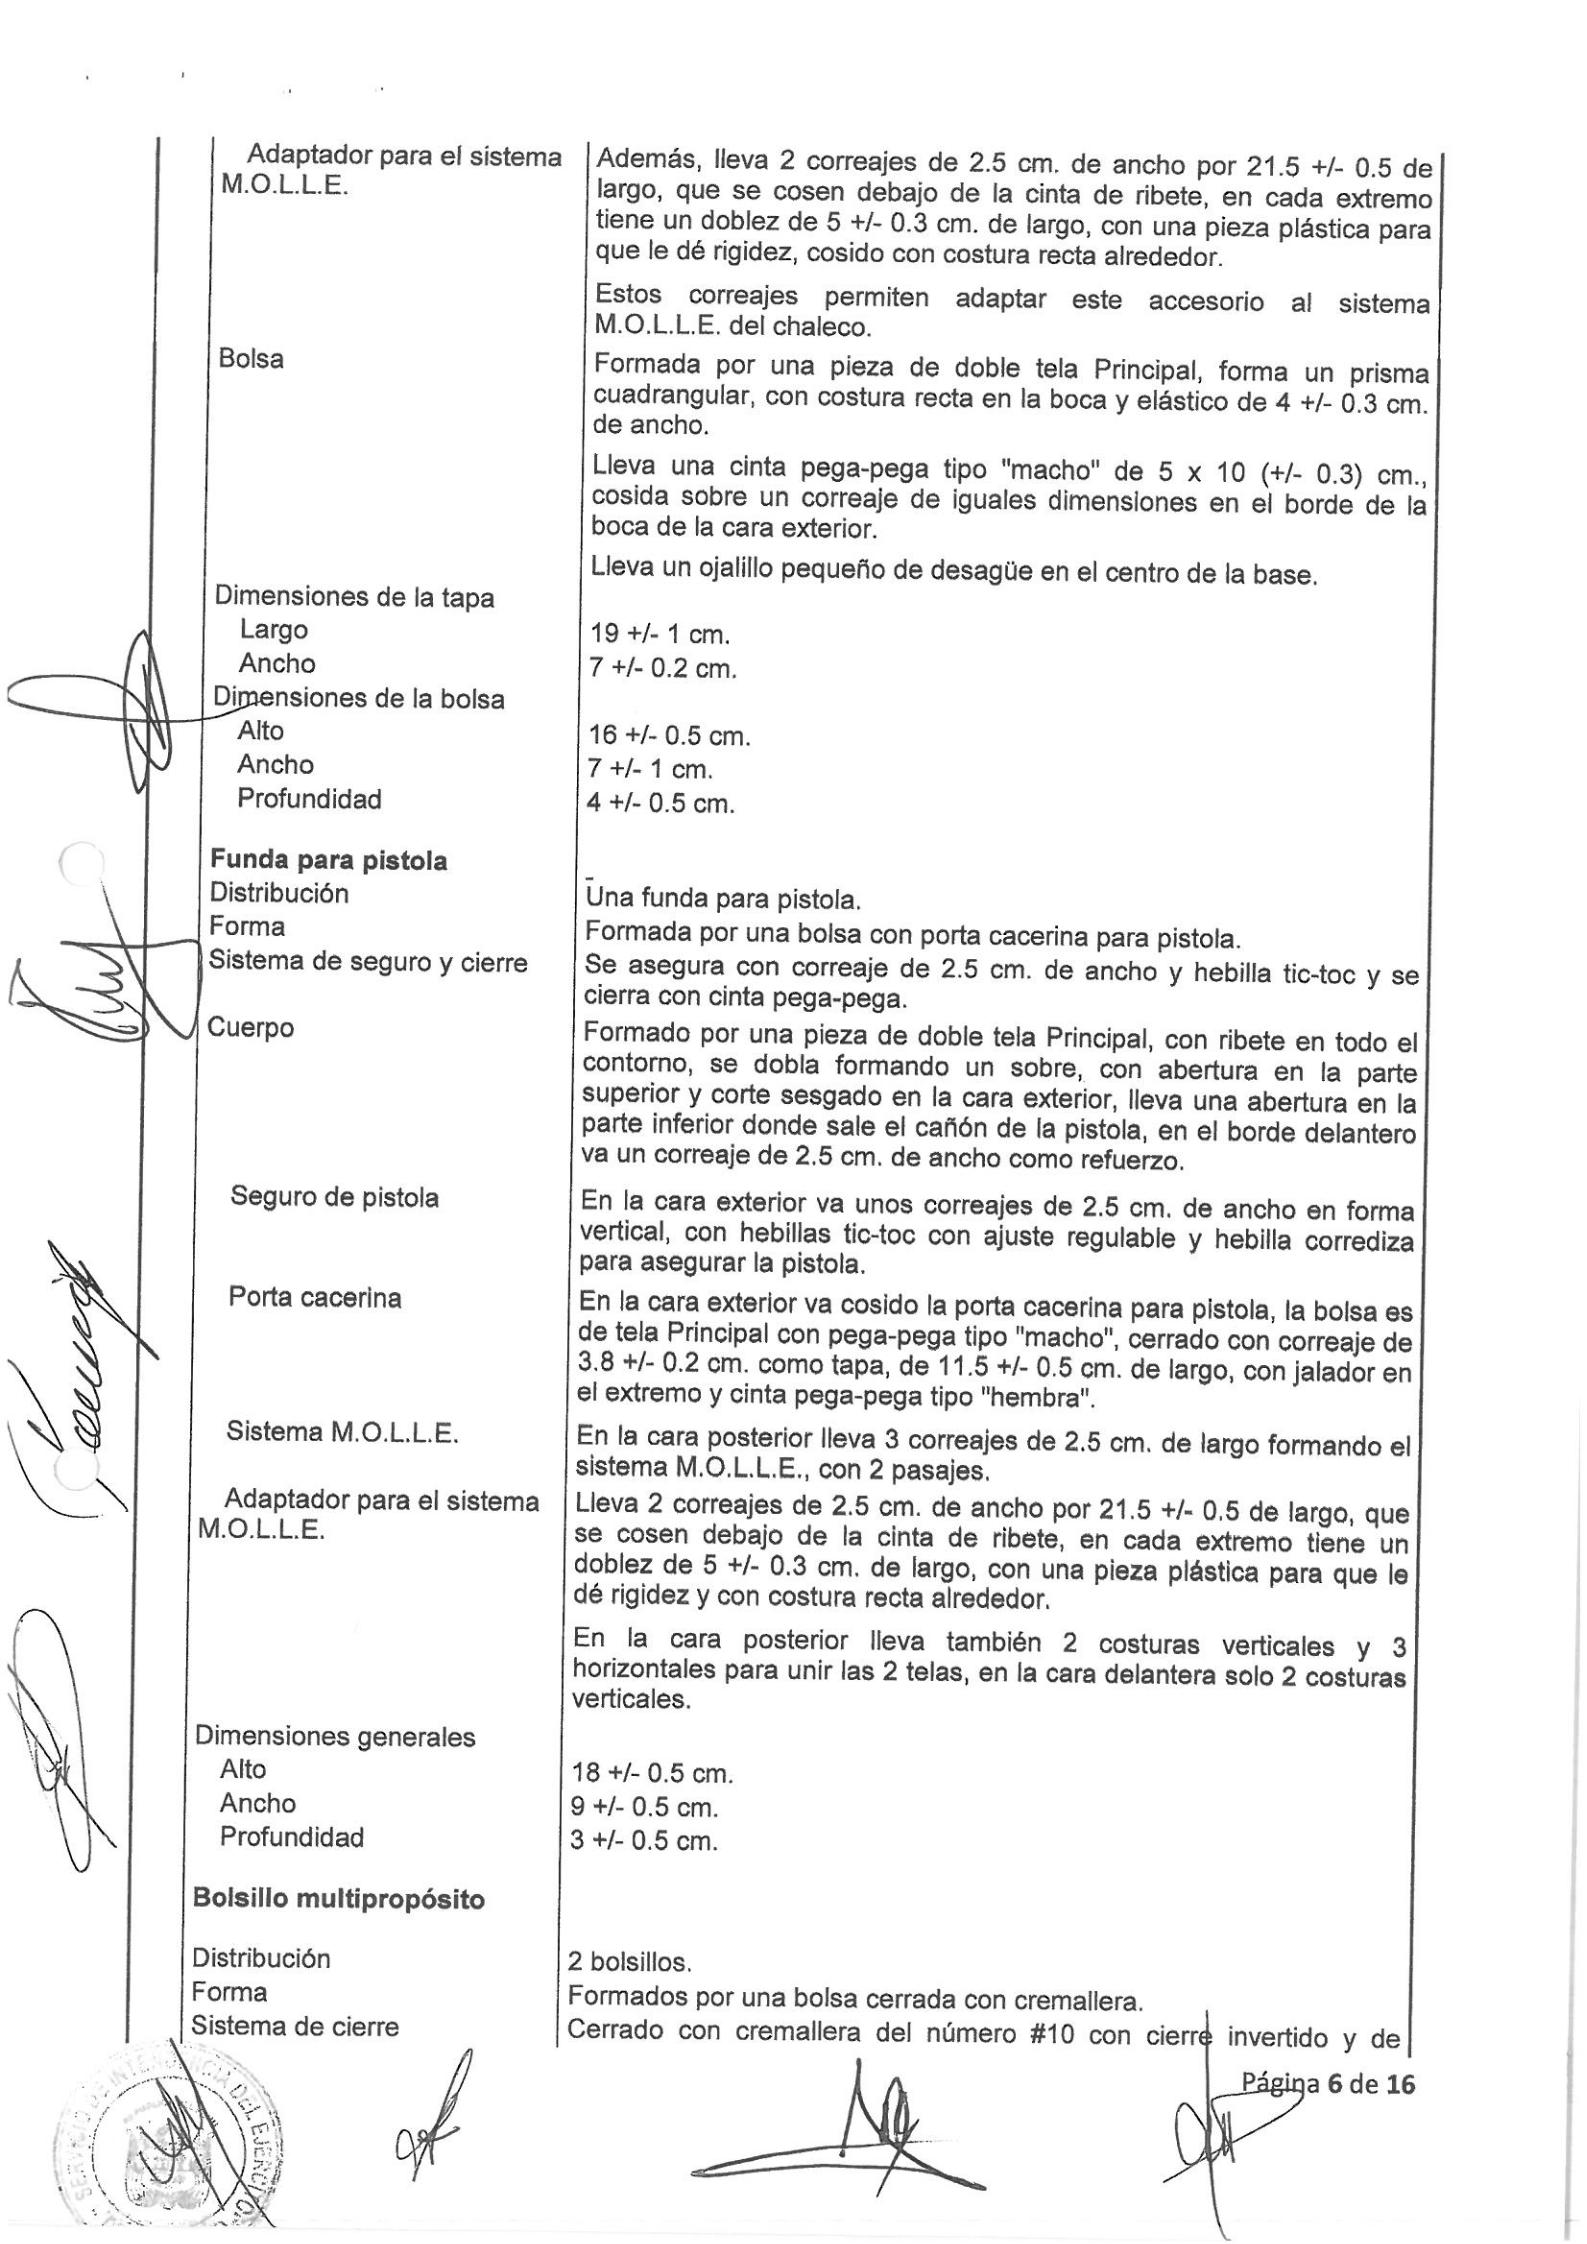 Adaptador para el sistema
M.O.L.L.E.
Además, lleva 2 correajes de 2.5 cm. de ancho por 21.5 +/- 0.5 de
largo, que se cosen debajo de la cinta de ribete, en cada extremo
tiene un doblez de 5 +/- 0.3 cm. de largo, con una pieza plástica para
que le dé rigidez, cosido con costura recta alrededor.
Estos correajes permiten adaptar este accesorio al sistema
M.O.L.L.E. del chaleco.
Bolsa
Formada por una pieza de doble tela Principal, forma un prisma
cuadrangular, con costura recta en la boca y elástico de 4 +/- 0.3 cm.
de ancho.
Lleva una cinta pega-pega tipo "macho" de 5 x 10 (+/- 0.3) cm.,
cosida sobre un correaje de iguales dimensiones en el borde de la
boca de la cara exterior.
Lleva un ojalillo pequeño de desagüe en el centro de la base.
Dimensiones de la tapa
Largo 19 +/- 1 cm.
Ancho 7 +/- 0.2 cm.
Dimensiones de la bolsa
Alto 16 +/- 0.5 cm.
Ancho 7 +/- 1 cm.
Profundidad 4 +/- 0.5 cm.
Funda para pistola
Distribución Una funda para pistola.
Forma Formada por una bolsa con porta cacerina para pistola.
Sistema de seguro y cierre Se asegura con correaje de 2.5 cm. de ancho y hebilla tic-toc y se
cierra con cinta pega-pega.
Cuerpo Formado por una pieza de doble tela Principal, con ribete en todo el
contorno, se dobla formando un sobre, con abertura en la parte
superior y corte sesgado en la cara exterior, lleva una abertura en la
parte inferior donde sale el cañón de la pistola, en el borde delantero
va un correaje de 2.5 cm. de ancho como refuerzo.
Seguro de pistola En la cara exterior va unos correajes de 2.5 cm. de ancho en forma
vertical, con hebillas tic-toc con ajuste regulable y hebilla corrediza
para asegurar la pistola.
Porta cacerina En la cara exterior va cosido la porta cacerina para pistola, la bolsa es
de tela Principal con pega-pega tipo "macho", cerrado con correaje de
3.8 +/- 0.2 cm. como tapa, de 11.5 +/- 0.5 cm. de largo, con jalador en
el extremo y cinta pega-pega tipo "hembra".
Sistema M.O.L.L.E. En la cara posterior lleva 3 correajes de 2.5 cm. de largo formando el
sistema M.O.L.L.E., con 2 pasajes.
Adaptador para el sistema
M.O.L.L.E.
Lleva 2 correajes de 2.5 cm. de ancho por 21.5 +/- 0.5 de largo, que
se cosen debajo de la cinta de ribete, en cada extremo tiene un
doblez de 5 +/- 0.3 cm. de largo, con una pieza plástica para que le
dé rigidez y con costura recta alrededor.
En la cara posterior lleva también 2 costuras verticales y 3
horizontales para unir las 2 telas, en la cara delantera solo 2 costuras
verticales.
Dimensiones generales
Alto 18 +/- 0.5 cm.
Ancho 9 +/- 0.5 cm.
Profundidad 3 +/- 0.5 cm.
Bolsillo multipropósito
Distribución 2 bolsillos.
Forma Formados por una bolsa cerrada con cremallera.
Sistema de cierre Cerrado con cremallera del número #10 con cierre invertido y de
Página 6 de 16
SERVICIO DE INTENDENCIA DEL EJERCITO